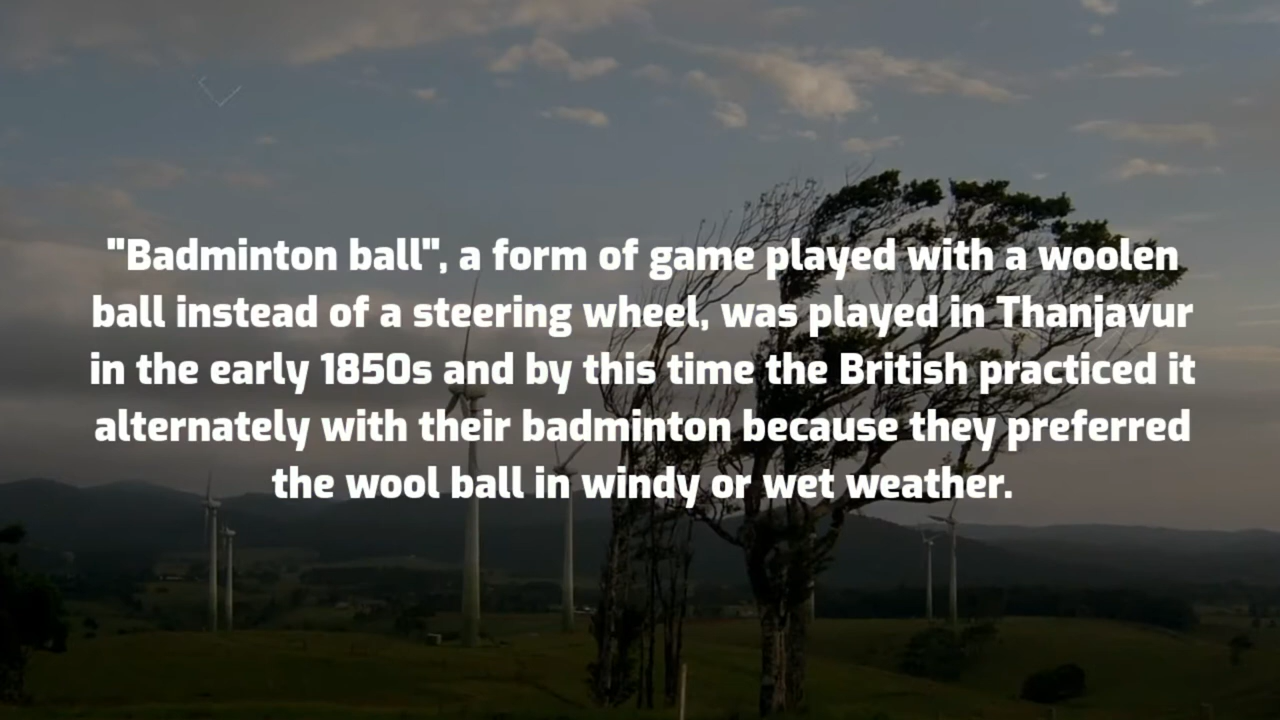 "Badminton ball", a form of game played with a woolen
ball instead of a steering wheel, was played in Thanjavur
in the early 1850s and by this time the British practiced it
alternately with their badminton because they preferred
the wool ball in windy or wet weather.